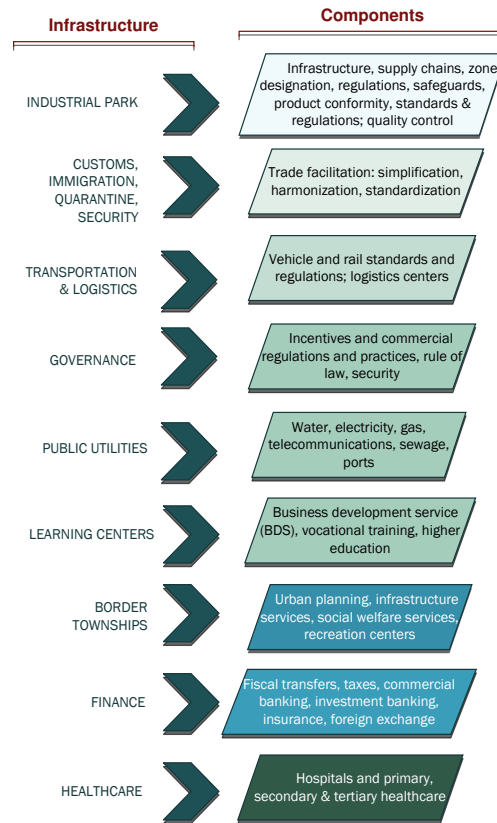 Infrastructure
Components
INDUSTRIAL PARK
Infrastructure, supply chains, zone
designation, regulations, safeguards,
product conformity, standards &
regulations; quality control
CUSTOMS,
IMMIGRATION,
QUARANTINE,
SECURITY
Trade facilitation: simplification,
harmonization, standardization
TRANSPORTATION
& LOGISTICS
Vehicle and rail standards and
regulations; logistics centers
GOVERNANCE
Incentives and commercial
regulations and practices, rule of
law, security
PUBLIC UTILITIES
Water, electricity, gas,
telecommunications, sewage,
ports
LEARNING CENTERS
Business development service
(BDS), vocational training, higher
education
BORDER
TOWNSHIPS
Urban planning, infrastructure
services, social welfare services,
recreation centers
FINANCE
Fiscal transfers, taxes, commercial
banking, investment banking,
insurance, foreign exchange
HEALTHCARE
Hospitals and primary,
secondary & tertiary healthcare